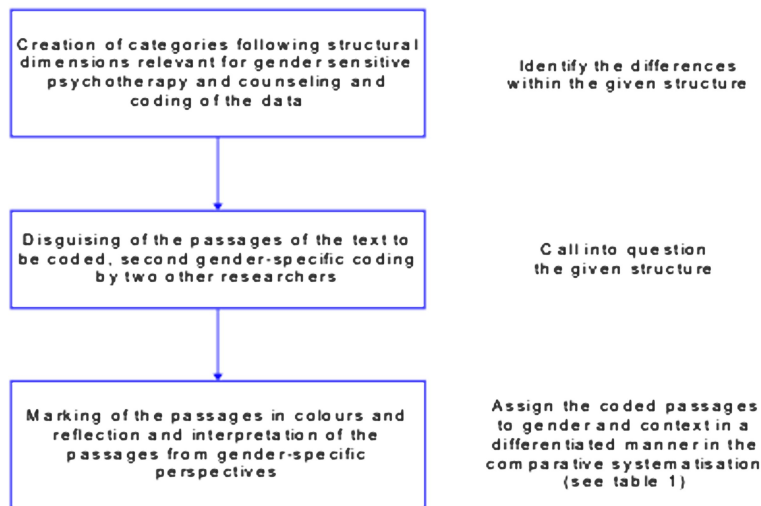 Creation of categories following structural
dimensions relevant for gender sensitive
psychotherapy and counseling and
coding of the data
Identify the differences
within the given structure
Disguising of the passages of the text to
be coded, second gender-specific coding
by two other researchers
Call into question
the given structure
Marking of the passages in colours and
reflection and interpretation of the
passages from gender-specific
perspectives
Assign the coded passages
to gender and context in a
differentiated manner in the
comparative systematisation
(see table 1)